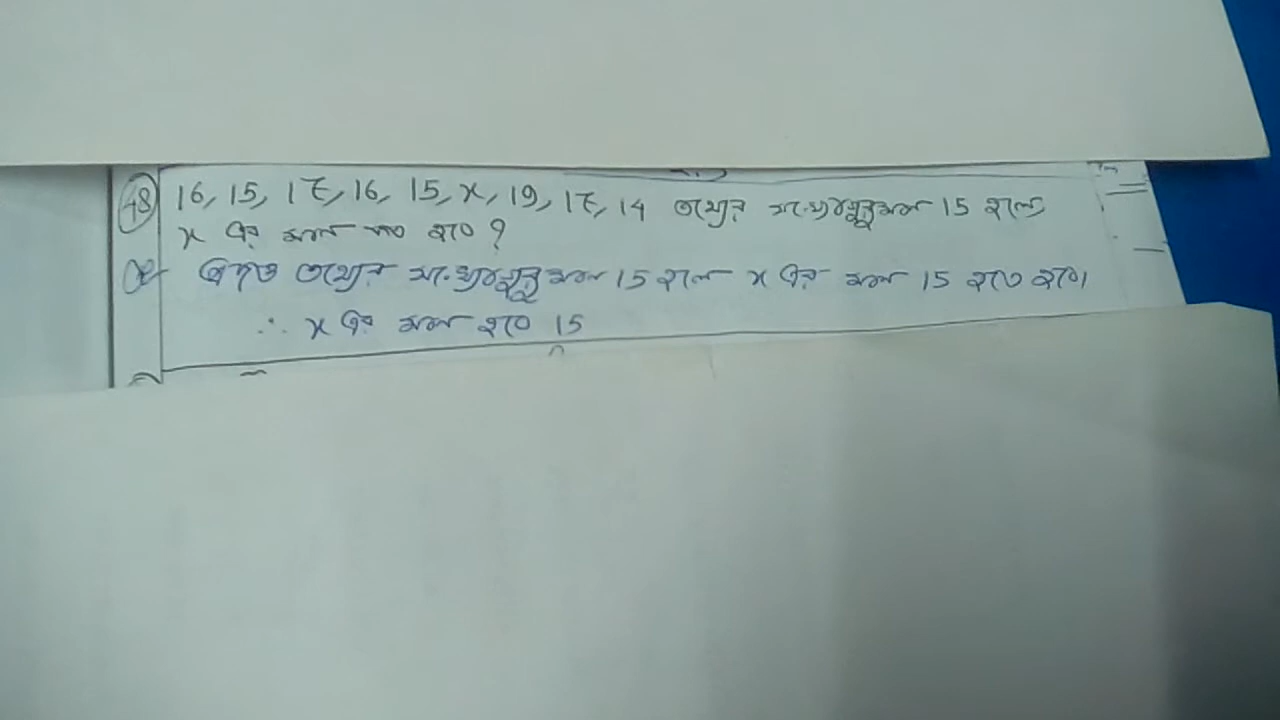 48 16, 15, 17, 16, 15, x, 19, 17, 14 তথ্যের সংখ্যাগুরুমান 15 হলে,
x এর মান কত হবে ?
প্রদত্ত তথ্যের সংখ্যাগুরুমান 15 হলে x এর মান 15 হতে হবে।
∴ x এর মান হবে 15